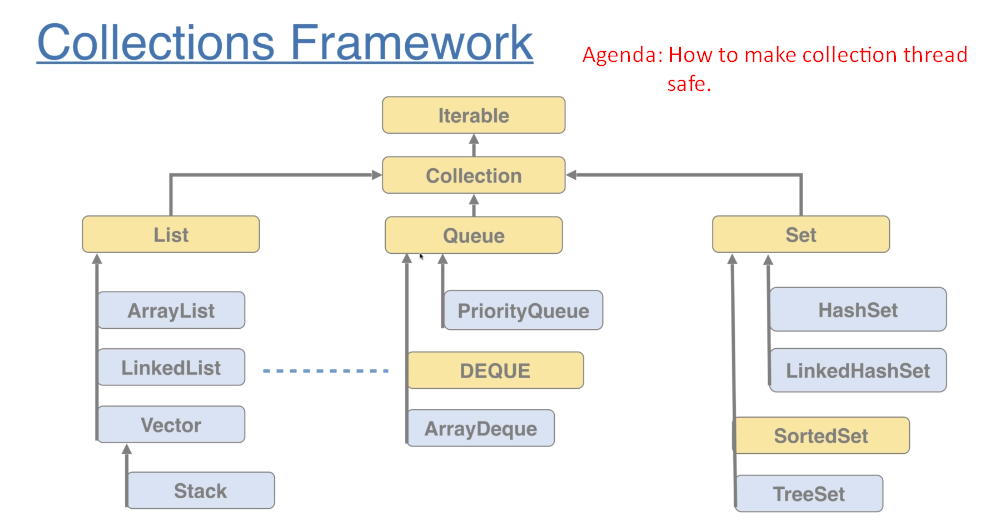 Collections Framework
Agenda: How to make collection thread
safe.
Iterable
Collection
List
Queue
Set
ArrayList
LinkedList
Vector
Stack
PriorityQueue
DEQUE
ArrayDeque
HashSet
LinkedHashSet
SortedSet
TreeSet